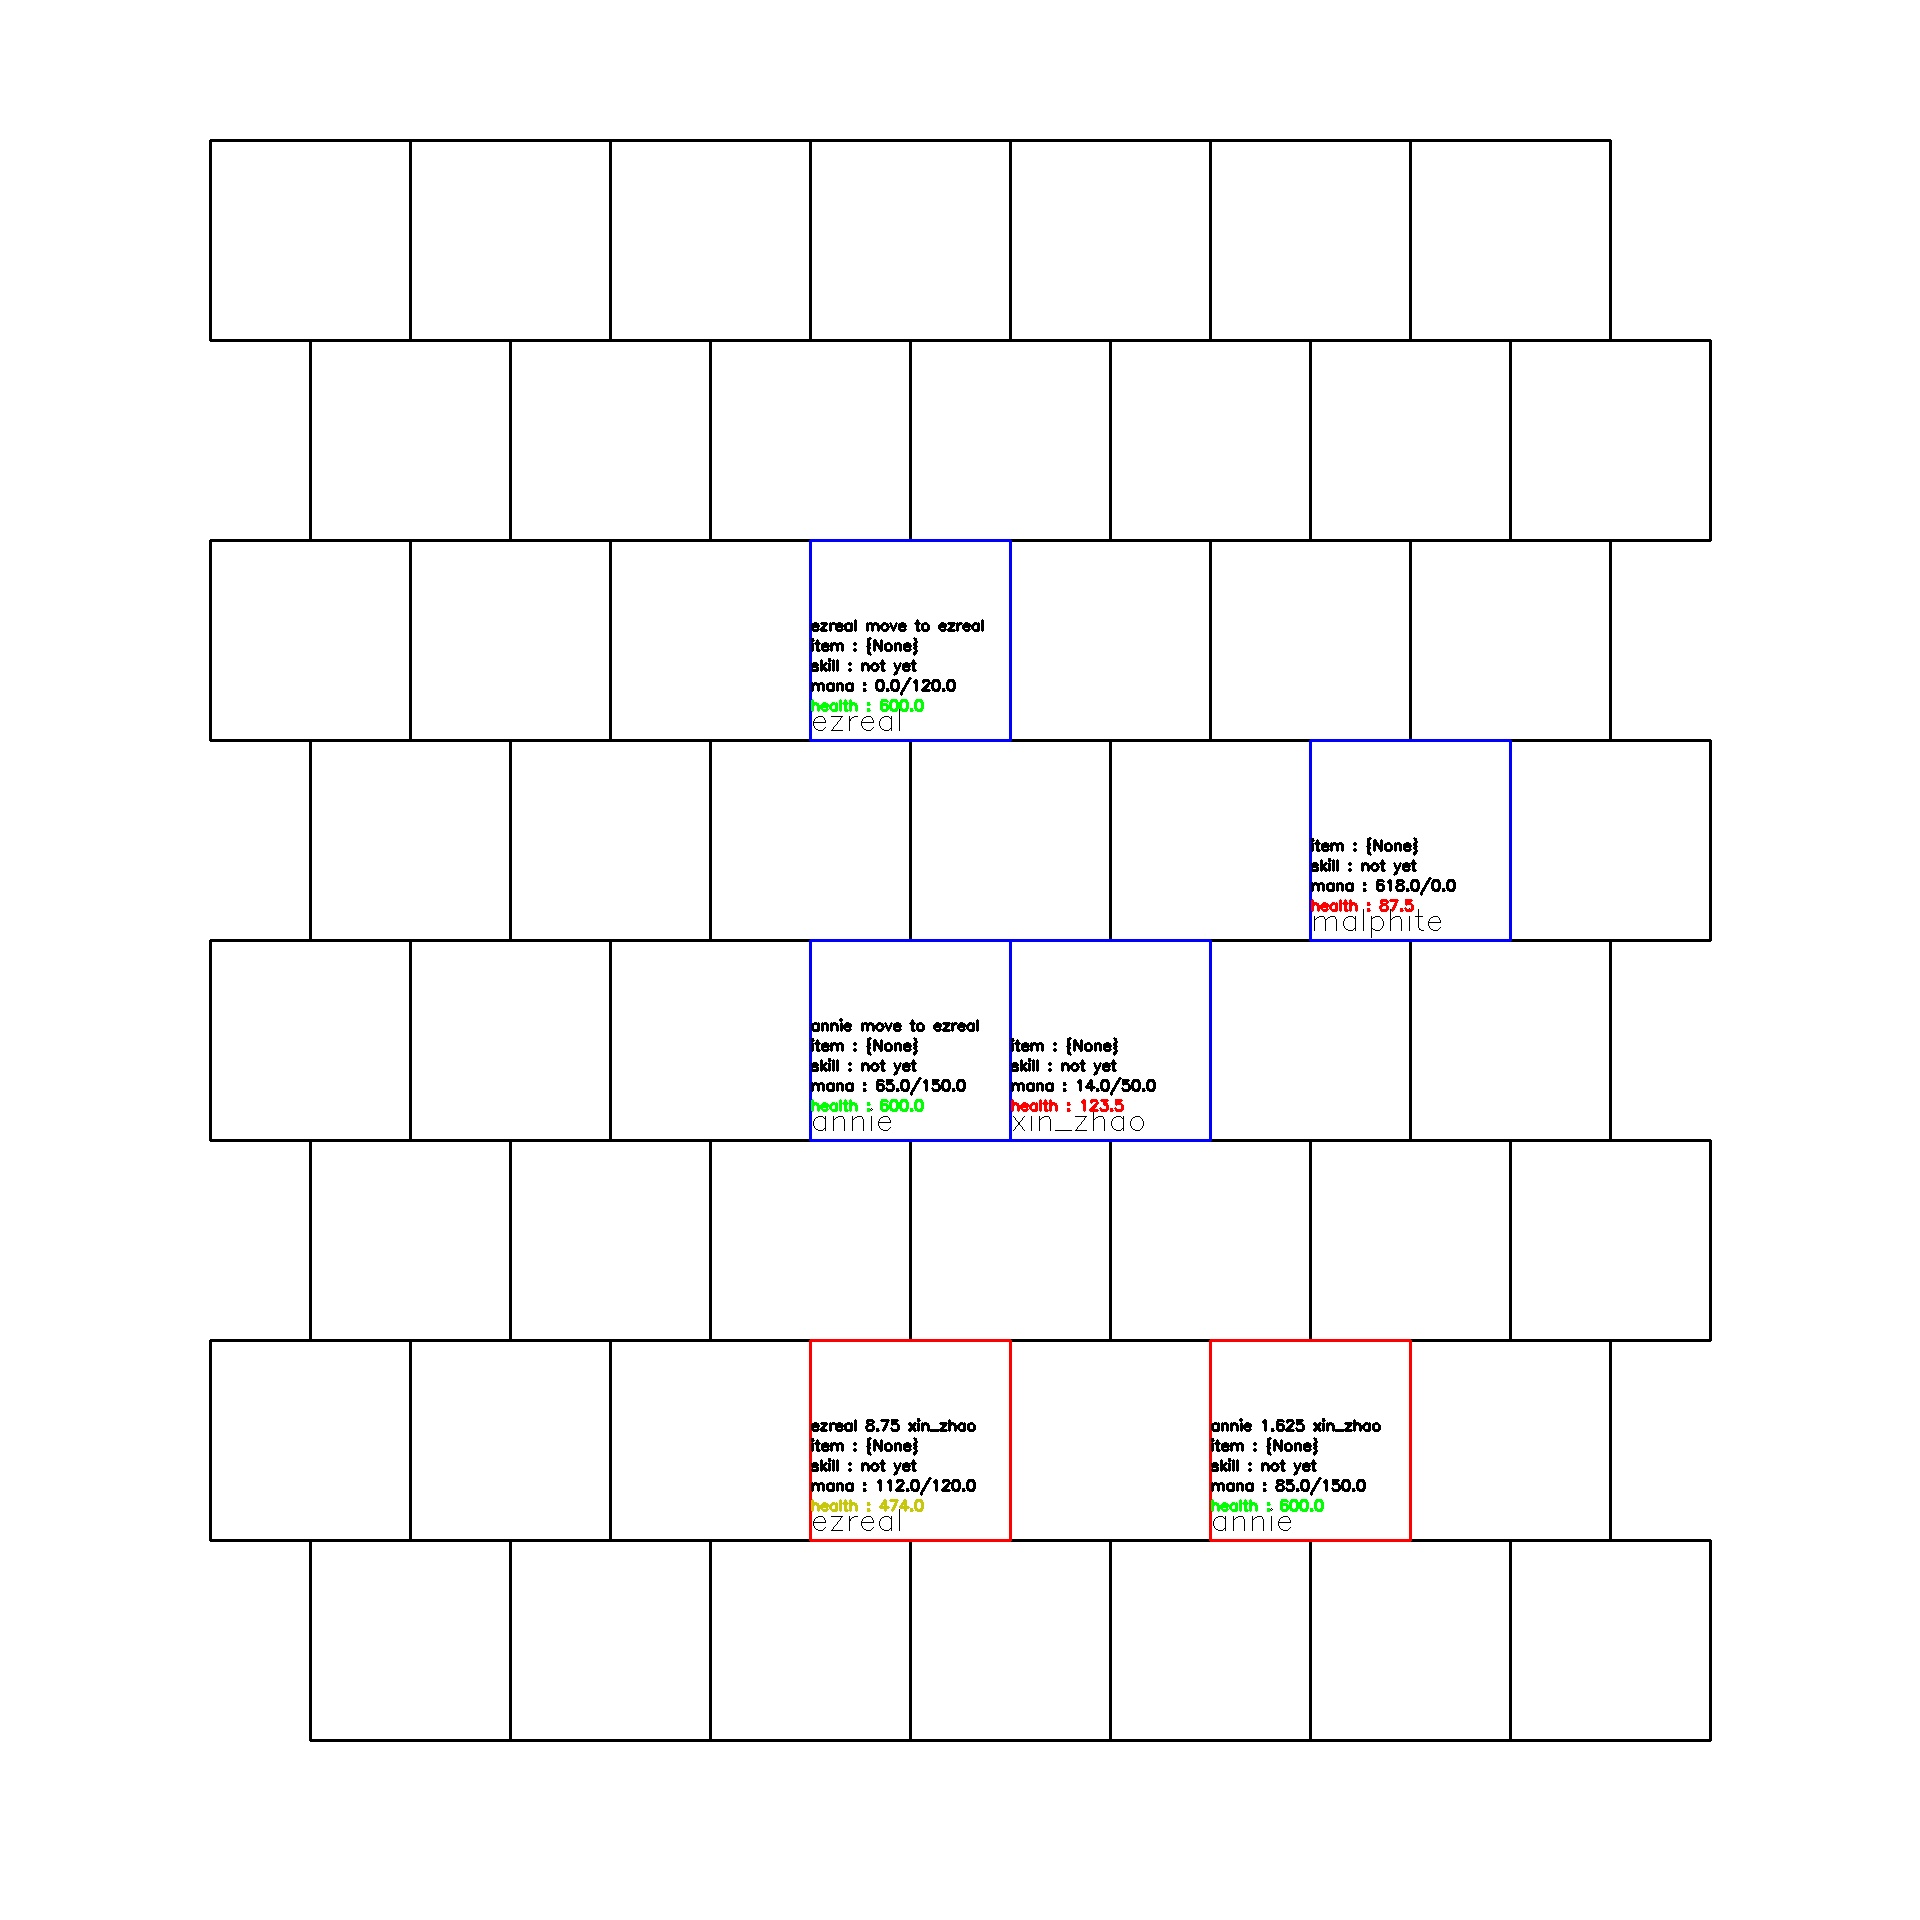 ezreal move to ezreal
item : {None}
skill : not yet
mana : 0.0/120.0
health : 600.0
ezreal
item : {None}
skill : not yet
mana : 618.0/0.0
health : 87.5
malphite
annie move to ezreal
item : {None}
skill : not yet
mana : 65.0/150.0
health : 600.0
annie
item : {None}
skill : not yet
mana : 14.0/50.0
health : 123.5
xin_zhao
ezreal 8.75 xin_zhao
item : {None}
skill : not yet
mana : 112.0/120.0
health : 474.0
ezreal
annie 1.625 xin_zhao
item : {None}
skill : not yet
mana : 85.0/150.0
health : 600.0
annie